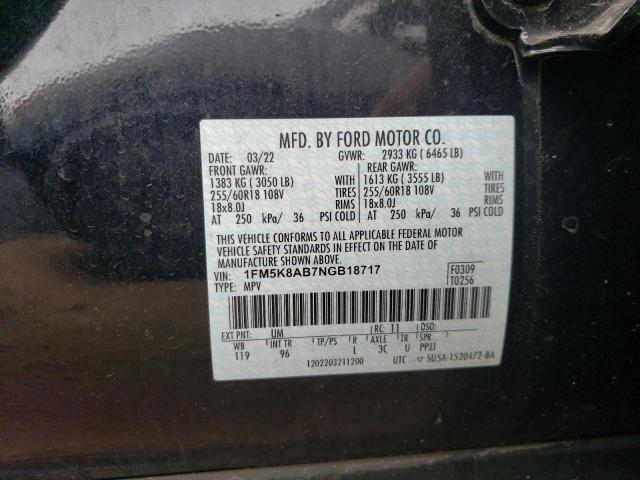 MFD. BY FORD MOTOR CO.
DATE: 03/22 GVWR: 2933 KG ( 6465 LB)
FRONT GAWR: REAR GAWR:
1383 KG ( 3050 LB) WITH 1613 KG ( 3555 LB) WITH
255/60R18 108V TIRES 255/60R18 108V TIRES
18x8.0J RIMS 18x8.0J RIMS
AT 250 kPa/ 36 PSI COLD AT 250 kPa/ 36 PSI COLD
THIS VEHICLE CONFORMS TO ALL APPLICABLE FEDERAL MOTOR
VEHICLE SAFETY STANDARDS IN EFFECT ON THE DATE OF
MANUFACTURE SHOWN ABOVE.
VIN: 1FM5K8AB7NGB18717 F0309
TYPE: MPV T0256
EXT PNT: UM RC: 11 DSO:
WB INT TR TP/PS R AXLE TR SPR
119 96 L 3C U PPJJ
1202203211200 UTC ▽ SU5A-1520472-8A